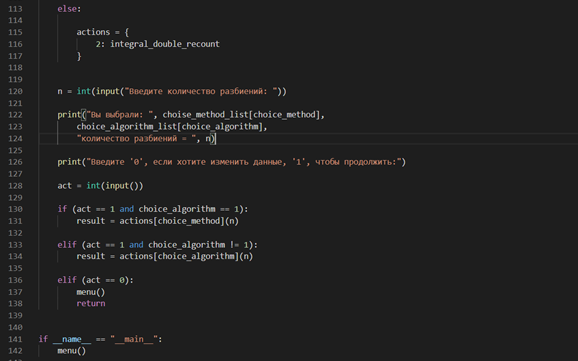 113 else:
114
115 actions = {
116 2: integral_double_recount
117 }
118
119
120 n = int(input("Введите количество разбиений: "))
121
122 print("Вы выбрали: ", choise_method_list[choice_method],
123 choice_algorithm_list[choice_algorithm],
124 "количество разбиений = ", n)
125
126 print("Введите '0', если хотите изменить данные, '1', чтобы продолжить:")
127
128 act = int(input())
129
130 if (act == 1 and choice_algorithm == 1):
131 result = actions[choice_method](n)
132
133 elif (act == 1 and choice_algorithm != 1):
134 result = actions[choice_algorithm](n)
135
136 elif (act == 0):
137 menu()
138 return
139
140
141 if __name__ == "__main__":
142 menu()